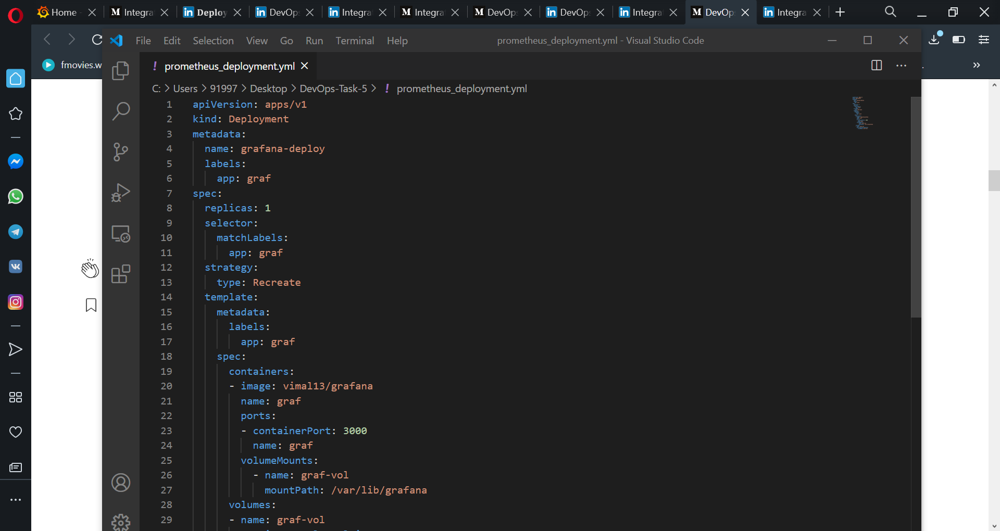 Home
Integra
Deploy
DevOp
Integra
Integra
DevOp
DevOp
Integra
DevOp
Integra
File Edit Selection View Go Run Terminal Help
prometheus_deployment.yml - Visual Studio Code
fmovies.w
! prometheus_deployment.yml
C: > Users > 91997 > Desktop > DevOps-Task-5 > ! prometheus_deployment.yml
1 apiVersion: apps/v1
2 kind: Deployment
3 metadata:
4 name: grafana-deploy
5 labels:
6 app: graf
7 spec:
8 replicas: 1
9 selector:
10 matchLabels:
11 app: graf
12 strategy:
13 type: Recreate
14 template:
15 metadata:
16 labels:
17 app: graf
18 spec:
19 containers:
20 - image: vimal13/grafana
21 name: graf
22 ports:
23 - containerPort: 3000
24 name: graf
25 volumeMounts:
26 - name: graf-vol
27 mountPath: /var/lib/grafana
28 volumes:
29 - name: graf-vol